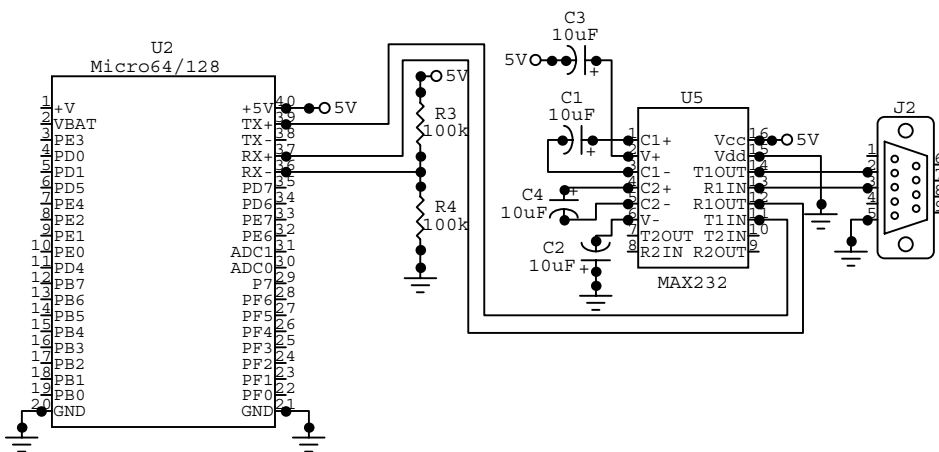 U2
Micro64/128
1 +V
2 VBAT
3 PE3
4 PD0
5 PD1
6 PD5
7 PE4
8 PE2
9 PE1
10 PE0
11 PD4
12 PB7
13 PB6
14 PB5
15 PB4
16 PB3
17 PB2
18 PB1
19 PB0
20 GND
+5V 40
TX+ 39
TX- 38
RX+ 37
RX- 36
PD7 35
PD6 34
PE7 33
PE6 32
ADC1 31
ADC0 30
P7 29
PF6 28
PF5 27
PF4 26
PF3 25
PF2 24
PF1 23
PF0 22
GND 21
5V
5V
R3
100k
R4
100k
C3
10uF
5V
+
C1
10uF
+
C4
10uF
+
C2
10uF
+
U5
1 C1+
2 V+
3 C1-
4 C2+
5 C2-
6 V-
7 T2OUT
8 R2IN
Vcc 16
Vdd 15
T1OUT 14
R1IN 13
R1OUT 12
T1IN 11
T2IN 10
R2OUT 9
MAX232
5V
J2
1
2
3
4
5